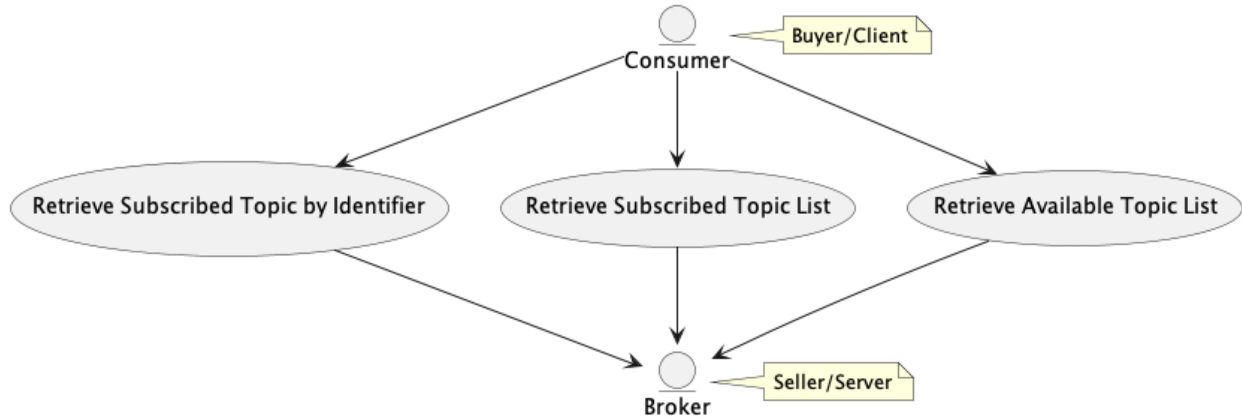 Buyer/Client
Consumer
Retrieve Subscribed Topic by Identifier
Retrieve Subscribed Topic List
Retrieve Available Topic List
Seller/Server
Broker